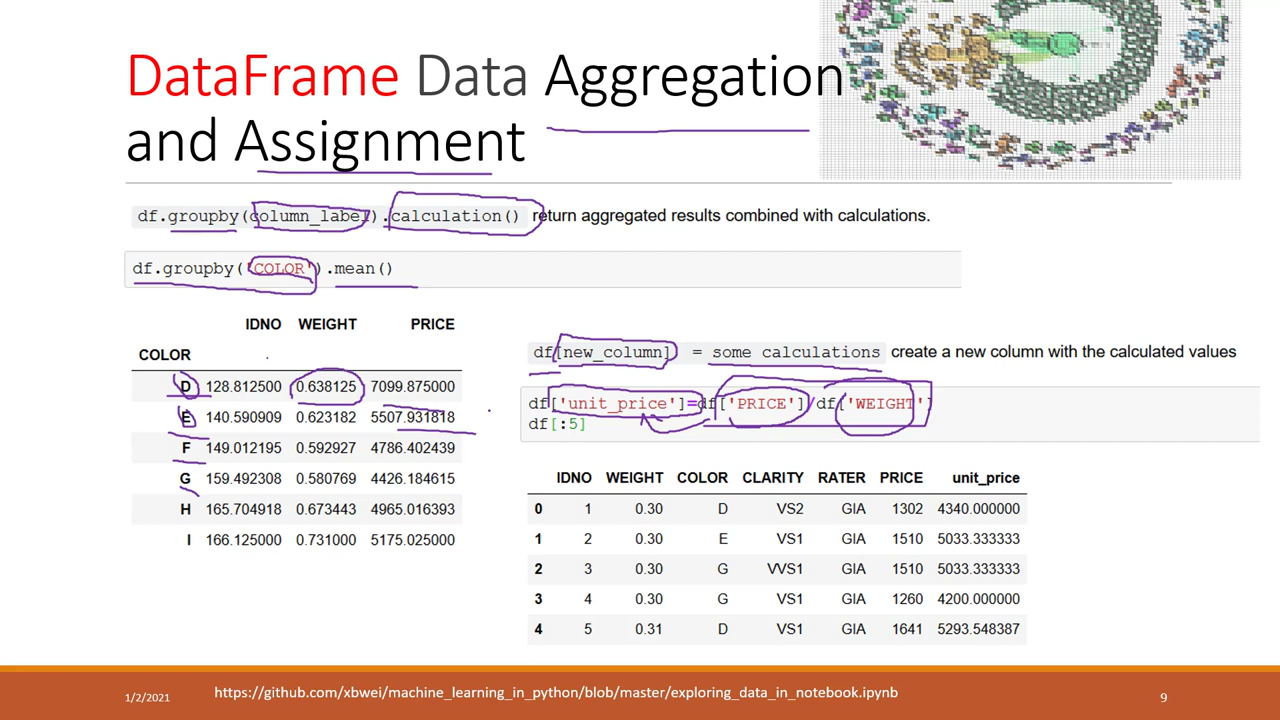 DataFrame Data Aggregation
and Assignment
df.groupby(column_label).calculation() return aggregated results combined with calculations.
df.groupby('COLOR').mean()
IDNO WEIGHT PRICE
COLOR
D 128.812500 0.638125 7099.875000
E 140.590909 0.623182 5507.931818
F 149.012195 0.592927 4786.402439
G 159.492308 0.580769 4426.184615
H 165.704918 0.673443 4965.016393
I 166.125000 0.731000 5175.025000
df[new_column] = some calculations create a new column with the calculated values
df['unit_price']=df['PRICE']/df['WEIGHT']
df[:5]
IDNO WEIGHT COLOR CLARITY RATER PRICE unit_price
0 1 0.30 D VS2 GIA 1302 4340.000000
1 2 0.30 E VS1 GIA 1510 5033.333333
2 3 0.30 G VVS1 GIA 1510 5033.333333
3 4 0.30 G VS1 GIA 1260 4200.000000
4 5 0.31 D VS1 GIA 1641 5293.548387
1/2/2021 https://github.com/xbwei/machine_learning_in_python/blob/master/exploring_data_in_notebook.ipynb 9